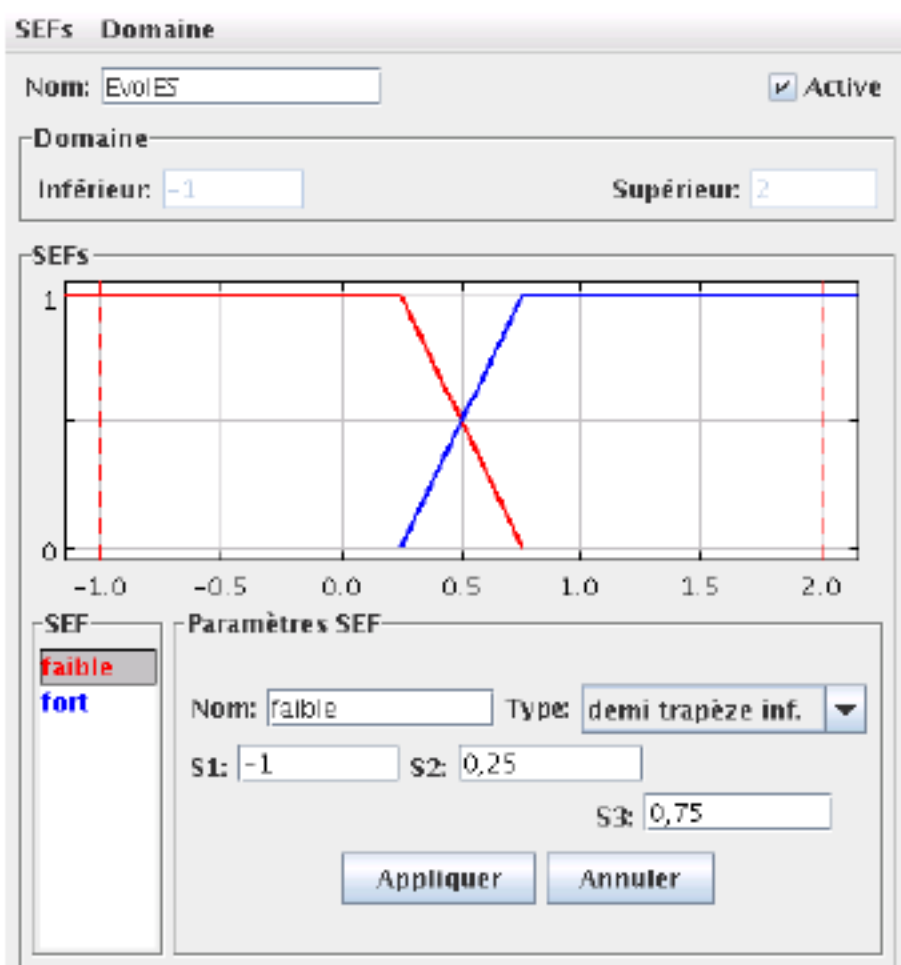 SEFs Domaine
Nom: EvolES Active
Domaine
Inférieur: -1 Supérieur: 2
SEFs
1
0
-1.0 -0.5 0.0 0.5 1.0 1.5 2.0
SEF Paramètres SEF
faible
fort
Nom: faible Type: demi trapèze inf.
S1: -1 S2: 0,25
S3: 0,75
Appliquer Annuler